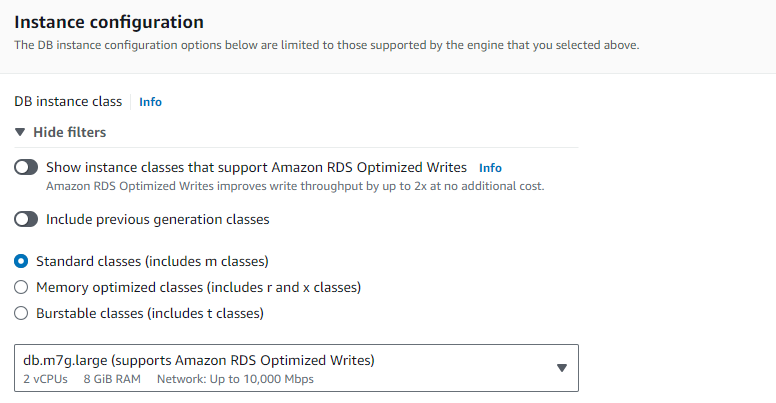 Instance configuration
The DB instance configuration options below are limited to those supported by the engine that you selected above.
DB instance class Info
Hide filters
Show instance classes that support Amazon RDS Optimized Writes Info
Amazon RDS Optimized Writes improves write throughput by up to 2x at no additional cost.
Include previous generation classes
Standard classes (includes m classes)
Memory optimized classes (includes r and x classes)
Burstable classes (includes t classes)
db.m7g.large (supports Amazon RDS Optimized Writes)
2 vCPUs 8 GiB RAM Network: Up to 10,000 Mbps